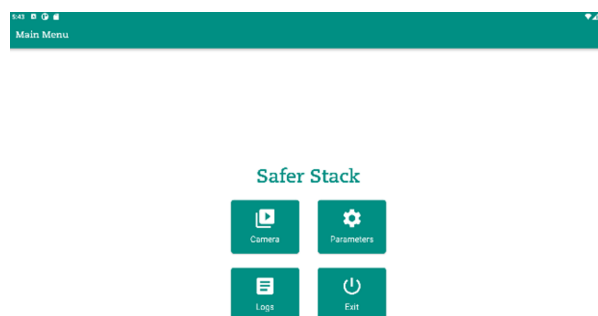 5:43
Main Menu
Safer Stack
Camera
Parameters
Logs
Exit